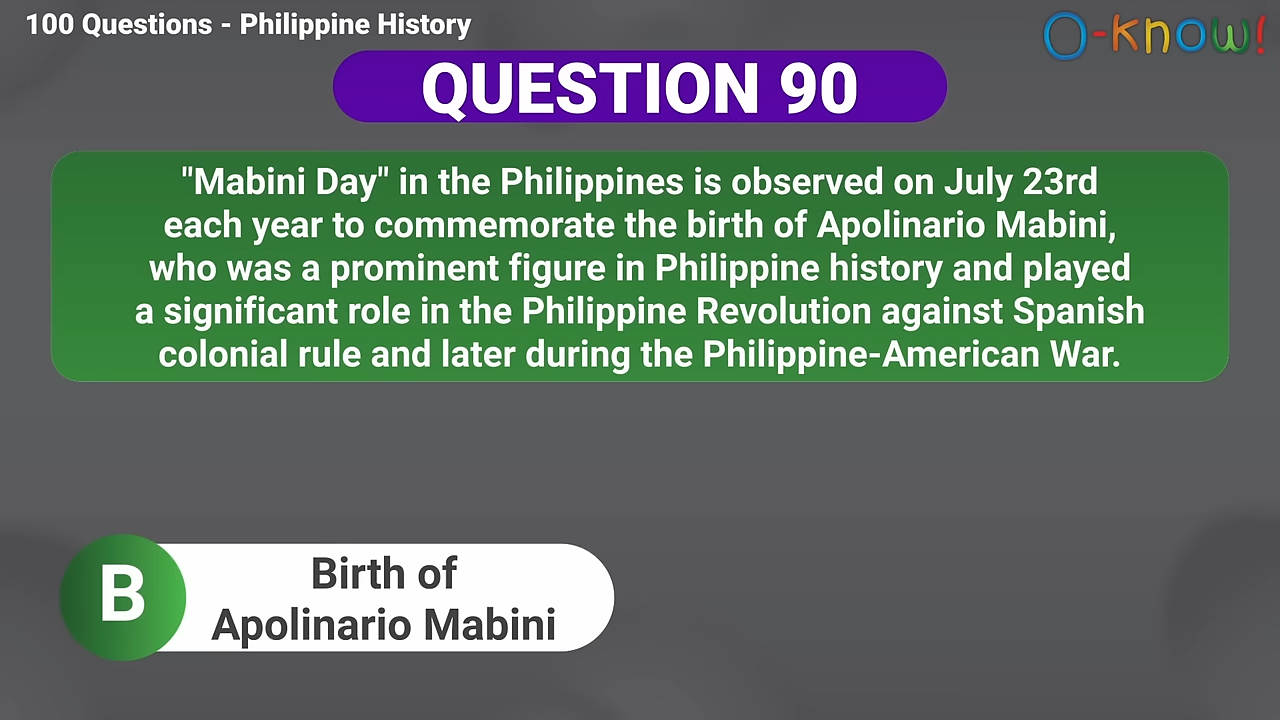 100 Questions - Philippine History
O-know!
QUESTION 90
"Mabini Day" in the Philippines is observed on July 23rd
each year to commemorate the birth of Apolinario Mabini,
who was a prominent figure in Philippine history and played
a significant role in the Philippine Revolution against Spanish
colonial rule and later during the Philippine-American War.
B
Birth of
Apolinario Mabini